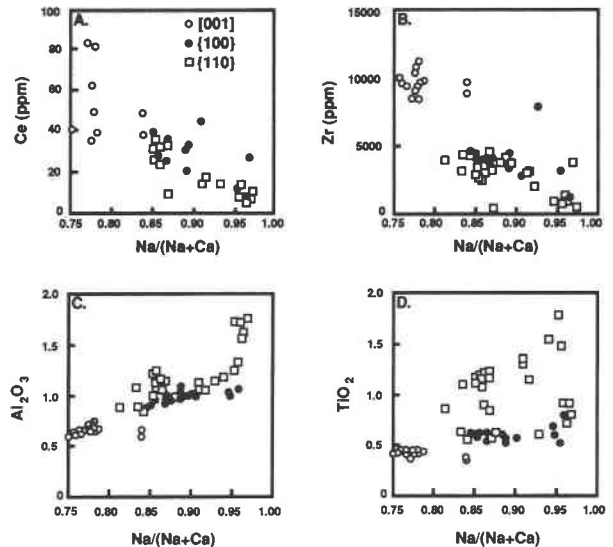 A.
○ [001]
● {100}
□ {110}
100
80
60
40
20
0
Ce (ppm)
0.75 0.80 0.85 0.90 0.95 1.00
Na/(Na+Ca)
B.
15000
10000
5000
0
Zr (ppm)
0.75 0.80 0.85 0.90 0.95 1.00
Na/(Na+Ca)
C.
2.0
1.5
1.0
0.5
0.0
Al2O3
0.75 0.80 0.85 0.90 0.95 1.00
Na/(Na+Ca)
D.
2.0
1.5
1.0
0.5
0.0
TiO2
0.75 0.80 0.85 0.90 0.95 1.00
Na/(Na+Ca)